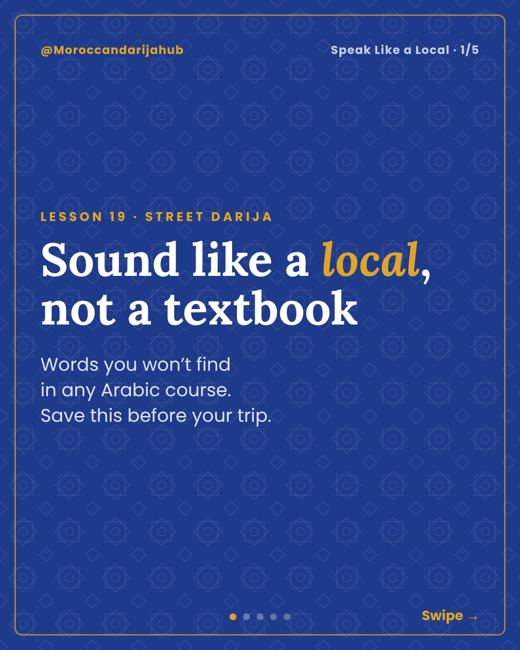 @Moroccandarijahub
Speak Like a Local · 1/5
LESSON 19 · STREET DARIJA
Sound like a local,
not a textbook
Words you won’t find
in any Arabic course.
Save this before your trip.
Swipe →